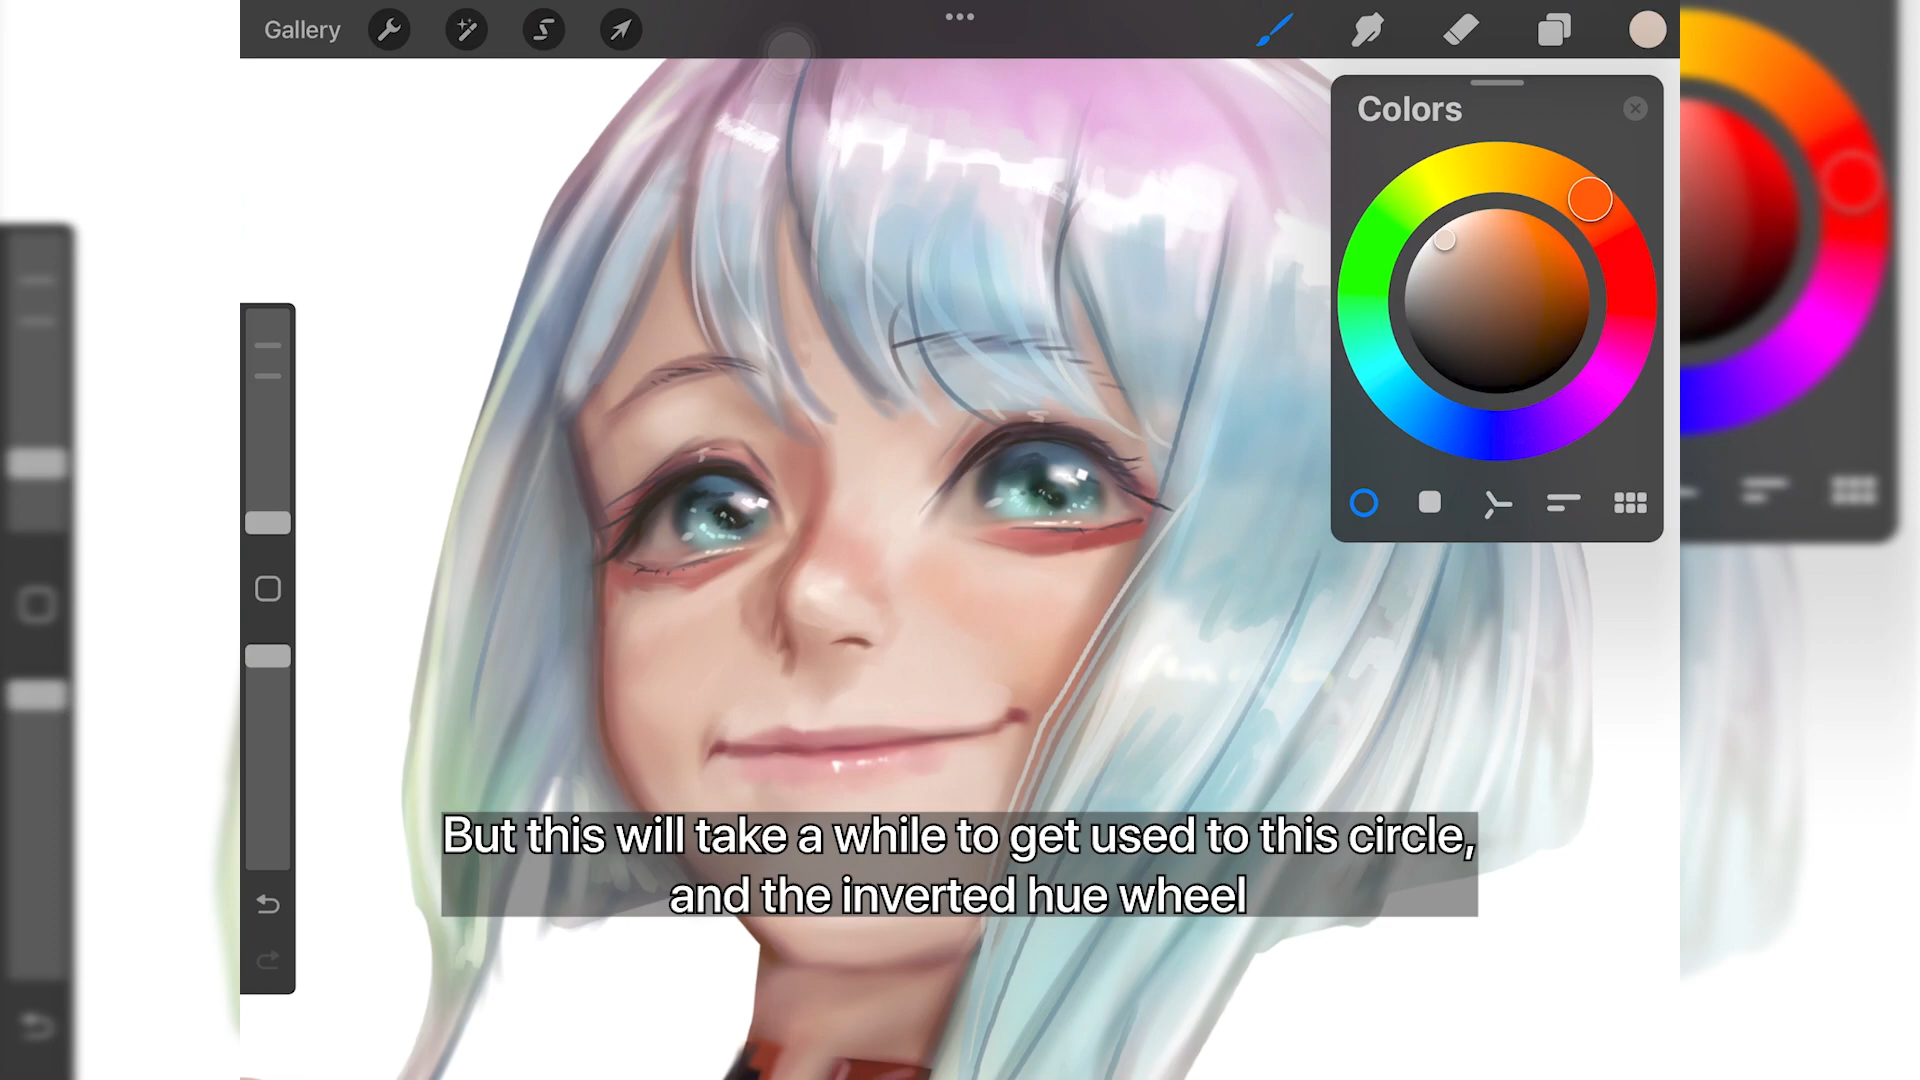 Gallery
Colors
But this will take a while to get used to this circle,
and the inverted hue wheel